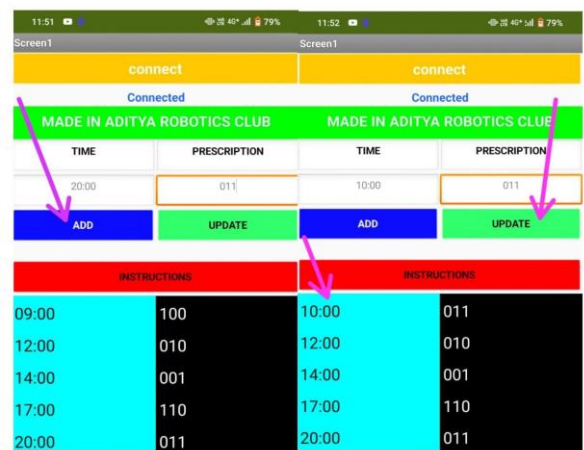 11:51 4G+ 79%
Screen1
connect
Connected
MADE IN ADITYA ROBOTICS CLUB
TIME PRESCRIPTION
20:00 011
ADD UPDATE
INSTRUCTIONS
09:00 100
12:00 010
14:00 001
17:00 110
20:00 011
11:52 4G+ 79%
Screen1
connect
Connected
MADE IN ADITYA ROBOTICS CLUB
TIME PRESCRIPTION
10:00 011
ADD UPDATE
INSTRUCTIONS
10:00 011
12:00 010
14:00 001
17:00 110
20:00 011